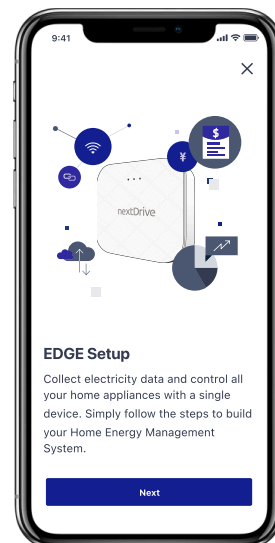 9:41
$
¥
nextDrive
EDGE Setup
Collect electricity data and control all
your home appliances with a single
device. Simply follow the steps to build
your Home Energy Management
System.
Next